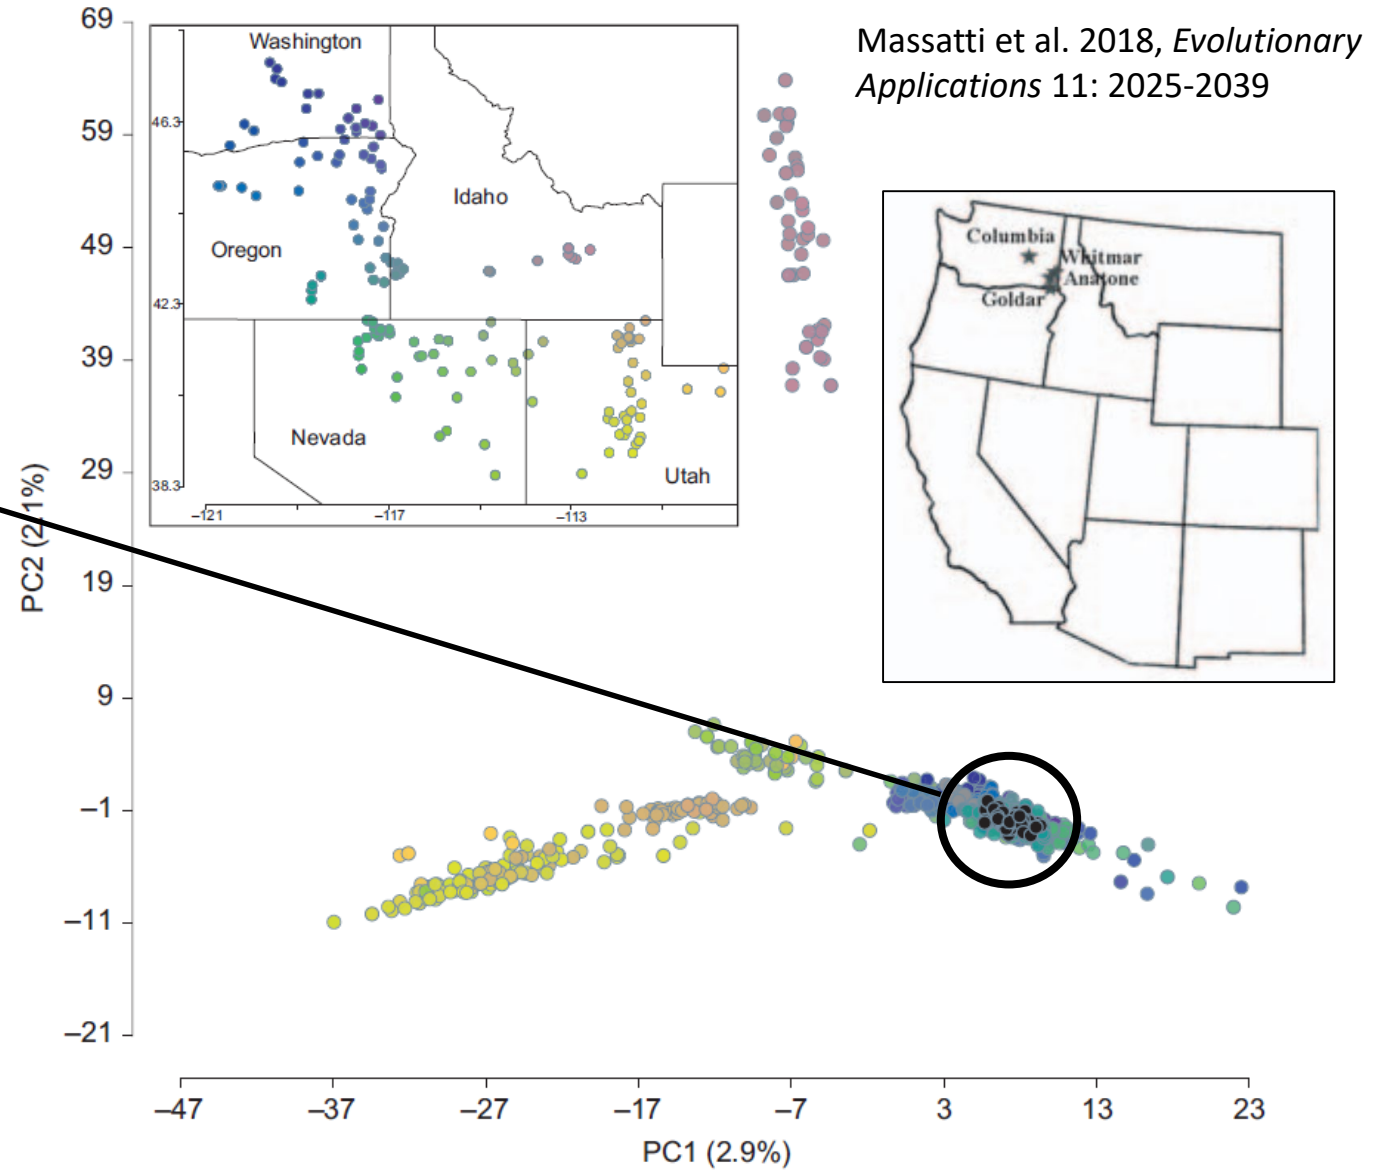 Massatti et al. 2018, Evolutionary
Applications 11: 2025-2039
69
59
49
39
29
19
9
–1
–11
–21
PC2 (2.1%)
Washington
46.3
Idaho
Oregon
42.3
Nevada
Utah
38.3
–121
–117
–113
Columbia
Whitmar
Anatone
Goldar
–47
–37
–27
–17
–7
3
13
23
PC1 (2.9%)